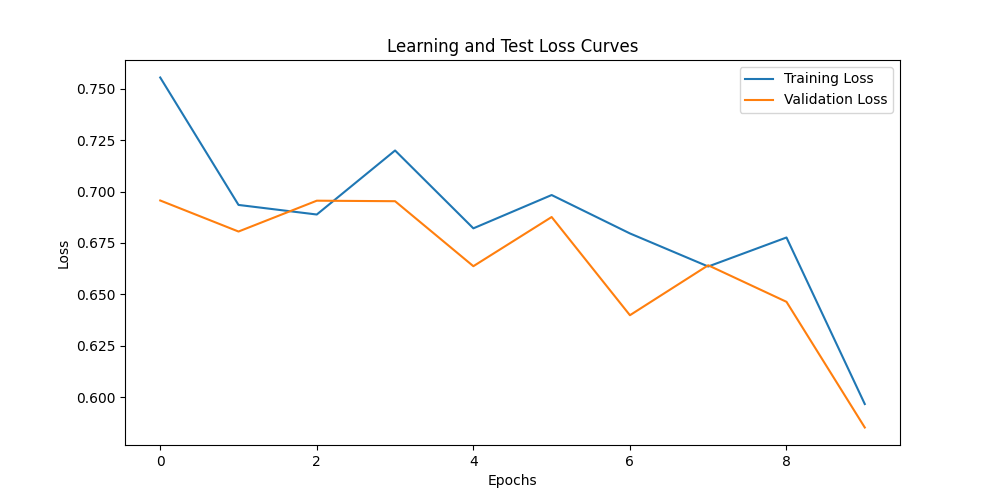 Learning and Test Loss Curves
Training Loss
Validation Loss
0.750
0.725
0.700
0.675
0.650
0.625
0.600
Loss
0 2 4 6 8
Epochs